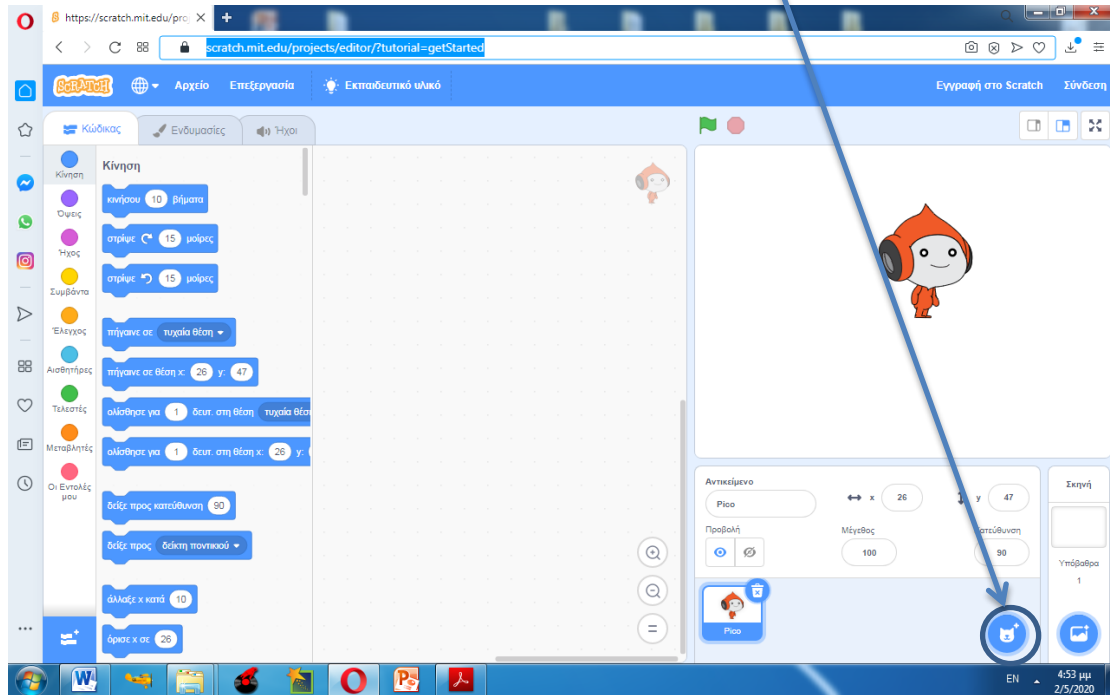 https://scratch.mit.edu/pro
scratch.mit.edu/projects/editor/?tutorial=getStarted
SCRATCH
Αρχείο
Επεξεργασία
Εκπαιδευτικό υλικό
Εγγραφή στο Scratch
Σύνδεση
Κώδικας
Ενδυμασίες
Ήχοι
Κίνηση
Όψεις
Ήχος
Συμβάντα
Έλεγχος
Αισθητήρες
Τελεστές
Μεταβλητές
Οι Εντολές
μου
Κίνηση
κινήσου 10 βήματα
στρίψε 15 μοίρες
στρίψε 15 μοίρες
πήγαινε σε τυχαία θέση
πήγαινε σε θέση x: 26 y: 47
ολίσθησε για 1 δευτ. στη θέση τυχαία θέσ
ολίσθησε για 1 δευτ. στη θέση x: 26 y:
δείξε προς κατεύθυνση 90
δείξε προς δείκτη ποντικιού
άλλαξε x κατά 10
όρισε x σε 26
Αντικείμενο
Pico
x 26
y 47
Προβολή
Μέγεθος
100
Κατεύθυνση
90
Pico
Σκηνή
Υπόβαθρα
1
EN
4:53 μμ
2/5/2020